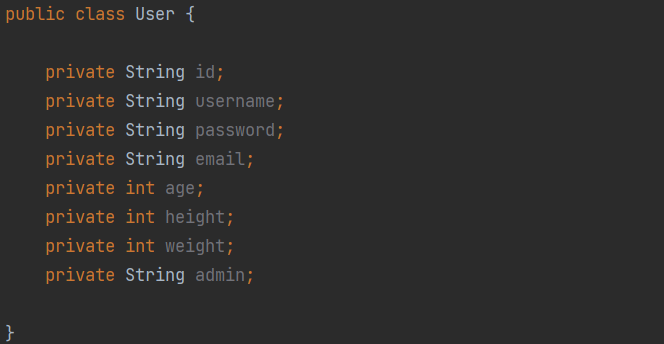 public class User {
    private String id;
    private String username;
    private String password;
    private String email;
    private int age;
    private int height;
    private int weight;
    private String admin;
}